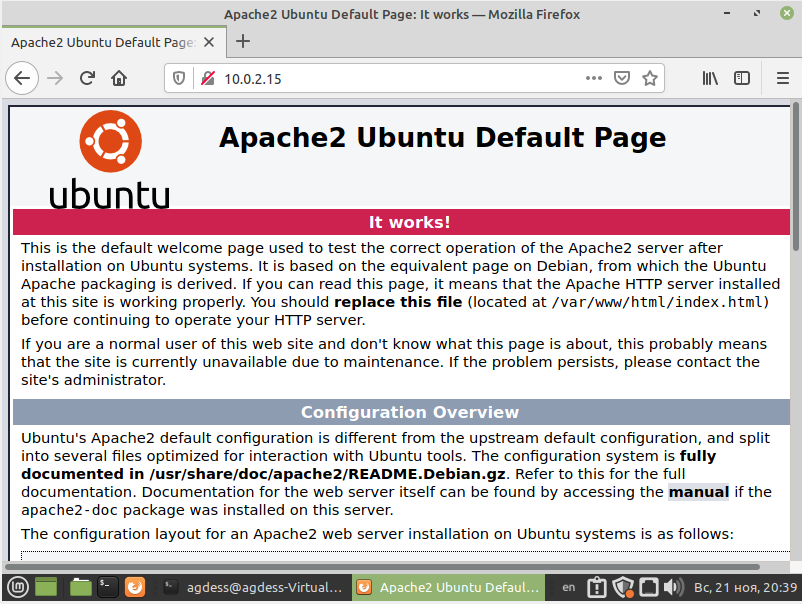 Apache2 Ubuntu Default Page: It works — Mozilla Firefox
Apache2 Ubuntu Default Page:
10.0.2.15
ubuntu
Apache2 Ubuntu Default Page
It works!
This is the default welcome page used to test the correct operation of the Apache2 server after
installation on Ubuntu systems. It is based on the equivalent page on Debian, from which the Ubuntu
Apache packaging is derived. If you can read this page, it means that the Apache HTTP server installed
at this site is working properly. You should replace this file (located at /var/www/html/index.html)
before continuing to operate your HTTP server.
If you are a normal user of this web site and don't know what this page is about, this probably means
that the site is currently unavailable due to maintenance. If the problem persists, please contact the
site's administrator.
Configuration Overview
Ubuntu's Apache2 default configuration is different from the upstream default configuration, and split
into several files optimized for interaction with Ubuntu tools. The configuration system is fully
documented in /usr/share/doc/apache2/README.Debian.gz. Refer to this for the full
documentation. Documentation for the web server itself can be found by accessing the manual if the
apache2-doc package was installed on this server.
The configuration layout for an Apache2 web server installation on Ubuntu systems is as follows:
agdess@agdess-Virtual...
Apache2 Ubuntu Defaul...
en
Вс, 21 ноя, 20:39